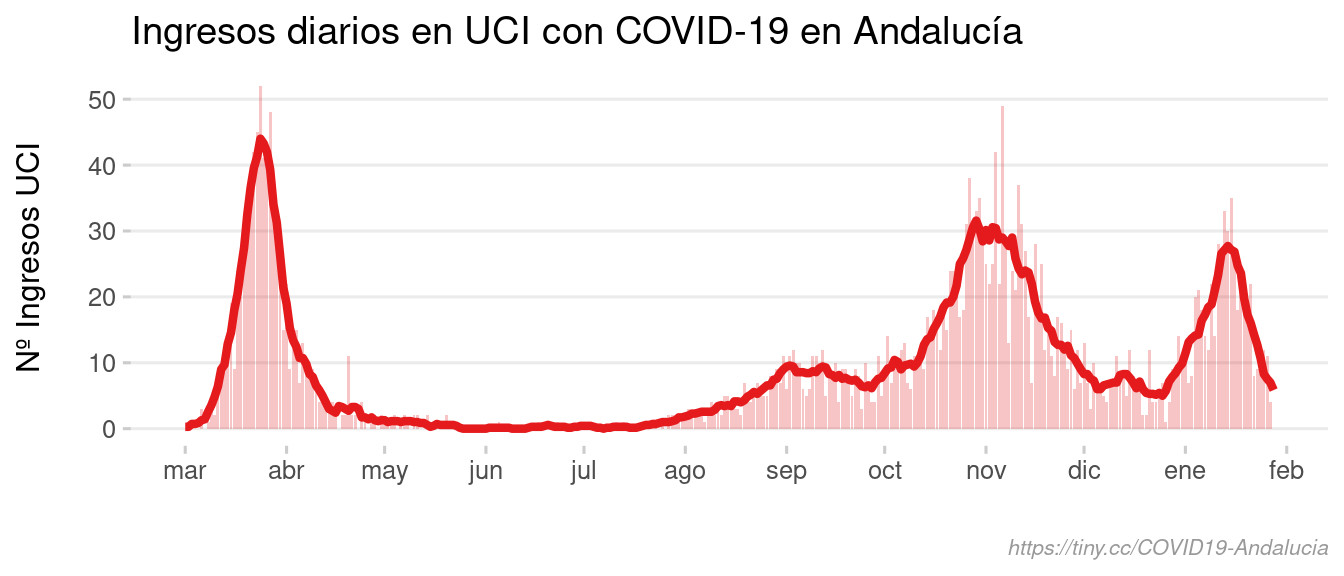 Ingresos diarios en UCI con COVID-19 en Andalucía
Nº Ingresos UCI
50
40
30
20
10
0
mar abr may jun jul ago sep oct nov dic ene feb
https://tiny.cc/COVID19-Andalucia